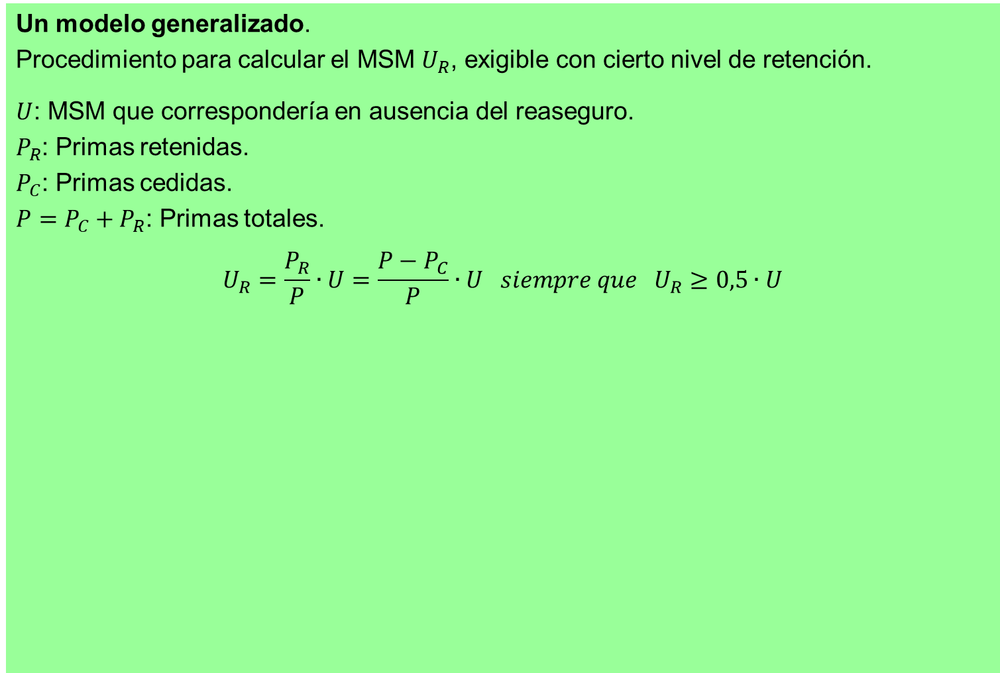 Un modelo generalizado.
Procedimiento para calcular el MSM $U_R$, exigible con cierto nivel de retención.
$U$: MSM que correspondería en ausencia del reaseguro.
$P_R$: Primas retenidas.
$P_C$: Primas cedidas.
$P = P_C + P_R$: Primas totales.
$U_R = \frac{P_R}{P} \cdot U = \frac{P - P_C}{P} \cdot U \quad siempre\ que \quad U_R \geq 0,5 \cdot U$